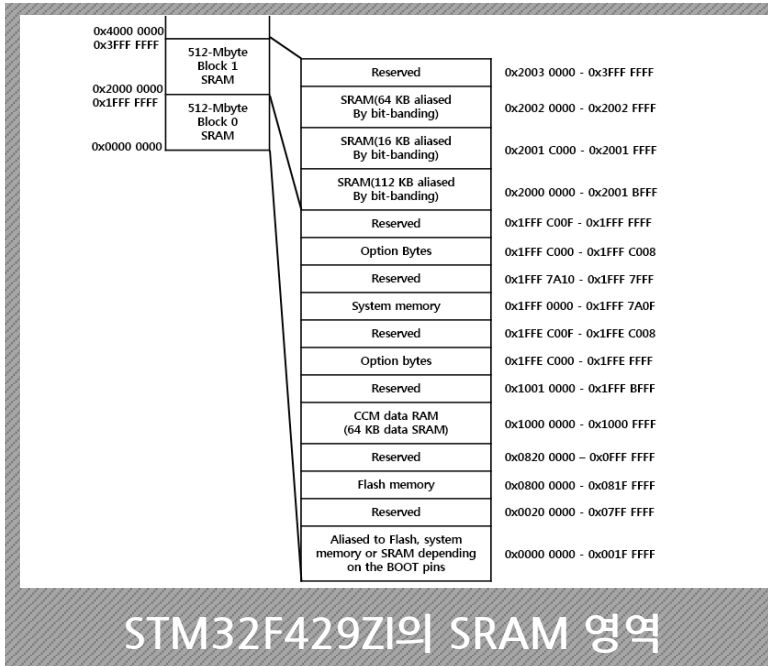 0x4000 0000
0x3FFF FFFF
512-Mbyte
Block 1
SRAM
0x2000 0000
0x1FFF FFFF
512-Mbyte
Block 0
SRAM
0x0000 0000
Reserved 0x2003 0000 - 0x3FFF FFFF
SRAM(64 KB aliased
By bit-banding) 0x2002 0000 - 0x2002 FFFF
SRAM(16 KB aliased
By bit-banding) 0x2001 C000 - 0x2001 FFFF
SRAM(112 KB aliased
By bit-banding) 0x2000 0000 - 0x2001 BFFF
Reserved 0x1FFF C00F - 0x1FFF FFFF
Option Bytes 0x1FFF C000 - 0x1FFF C008
Reserved 0x1FFF 7A10 - 0x1FFF 7FFF
System memory 0x1FFF 0000 - 0x1FFF 7A0F
Reserved 0x1FFE C00F - 0x1FFE C008
Option bytes 0x1FFE C000 - 0x1FFE FFFF
Reserved 0x1001 0000 - 0x1FFF BFFF
CCM data RAM
(64 KB data SRAM) 0x1000 0000 - 0x1000 FFFF
Reserved 0x0820 0000 – 0x0FFF FFFF
Flash memory 0x0800 0000 - 0x081F FFFF
Reserved 0x0020 0000 - 0x07FF FFFF
Aliased to Flash, system
memory or SRAM depending
on the BOOT pins 0x0000 0000 - 0x001F FFFF
STM32F429ZI의 SRAM 영역